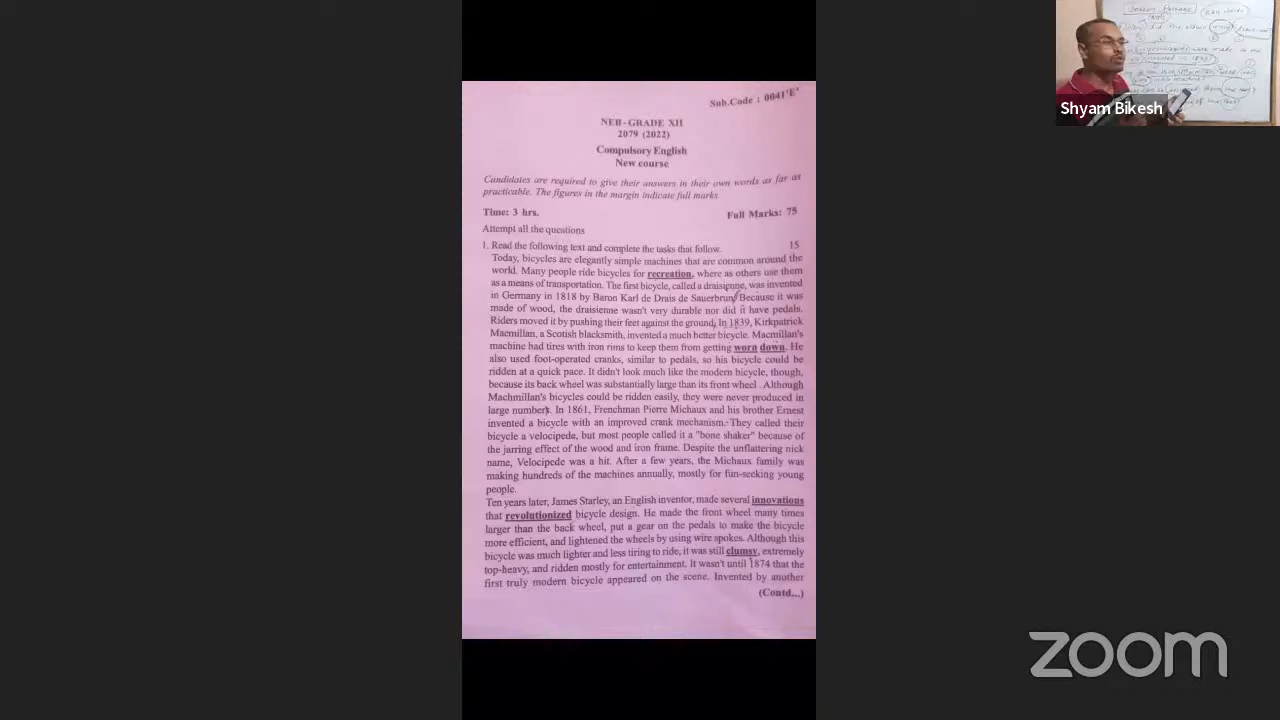 Sub.Code : 0041'E'
NEB-GRADE XII
2079 (2022)
Compulsory English
New course
Candidates are required to give their answers in their own words as far as
practicable. The figures in the margin indicate full marks.
Time: 3 hrs.
Full Marks: 75
Attempt all the questions
1. Read the following text and complete the tasks that follow. 15
Today, bicycles are elegantly simple machines that are common around the
world. Many people ride bicycles for recreation, where as others use them
as a means of transportation. The first bicycle, called a draisienne, was invented
in Germany in 1818 by Baron Karl de Drais de Sauerbrun. Because it was
made of wood, the draisienne wasn't very durable nor did it have pedals.
Riders moved it by pushing their feet against the ground. In 1839, Kirkpatrick
Macmillan, a Scotish blacksmith, invented a much better bicycle. Macmillan's
machine had tires with iron rims to keep them from getting worn down. He
also used foot-operated cranks, similar to pedals, so his bicycle could be
ridden at a quick pace. It didn't look much like the modern bicycle, though,
because its back wheel was substantially large than its front wheel. Although
Machmillan's bicycles could be ridden easily, they were never produced in
large numbers. In 1861, Frenchman Pierre Michaux and his brother Ernest
invented a bicycle with an improved crank mechanism. They called their
bicycle a velocipede, but most people called it a "bone shaker" because of
the jarring effect of the wood and iron frame. Despite the unflattering nick
name, Velocipede was a hit. After a few years, the Michaux family was
making hundreds of the machines annually, mostly for fun-seeking young
people.
Ten years later, James Starley, an English inventor, made several innovations
that revolutionized bicycle design. He made the front wheel many times
larger than the back wheel, put a gear on the pedals to make the bicycle
more efficient, and lightened the wheels by using wire spokes. Although this
bicycle was much lighter and less tiring to ride, it was still clumsy, extremely
top-heavy, and ridden mostly for entertainment. It wasn't until 1874 that the
first truly modern bicycle appeared on the scene. Invented by another
(Contd...)
Shyam Bikesh
zoom